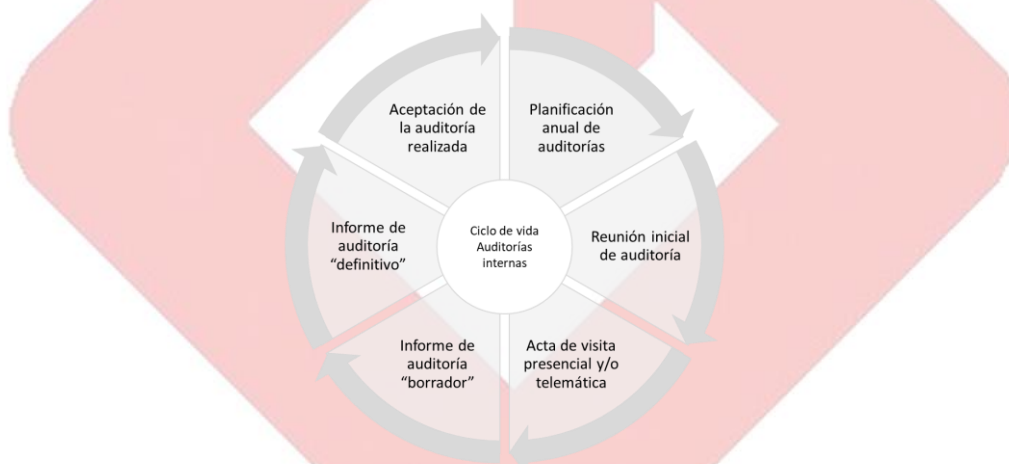 Planificación
anual de
auditorías
Reunión inicial
de auditoría
Acta de visita
presencial y/o
telemática
Informe de
auditoría
“borrador”
Informe de
auditoría
“definitivo”
Aceptación de
la auditoría
realizada
Ciclo de vida
Auditorías
internas